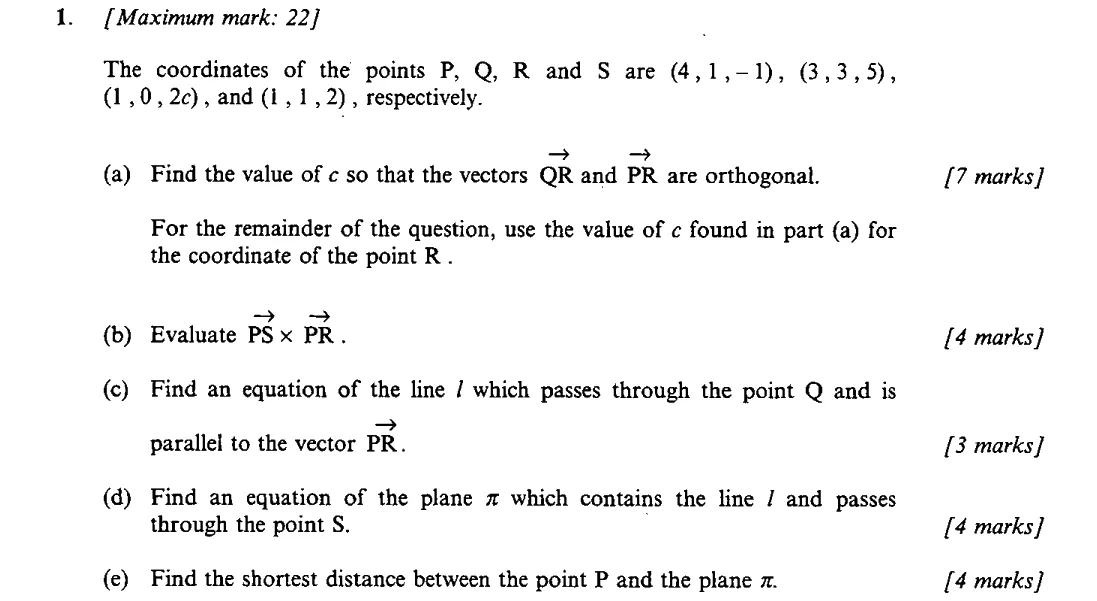 1. [Maximum mark: 22]
The coordinates of the points P, Q, R and S are (4 , 1 , – 1) , (3 , 3 , 5) ,
(1 , 0 , 2c) , and (1 , 1 , 2) , respectively.
(a) Find the value of c so that the vectors QR→ and PR→ are orthogonal. [7 marks]
For the remainder of the question, use the value of c found in part (a) for
the coordinate of the point R .
(b) Evaluate PS→ × PR→ . [4 marks]
(c) Find an equation of the line l which passes through the point Q and is
parallel to the vector PR→. [3 marks]
(d) Find an equation of the plane π which contains the line l and passes
through the point S. [4 marks]
(e) Find the shortest distance between the point P and the plane π. [4 marks]